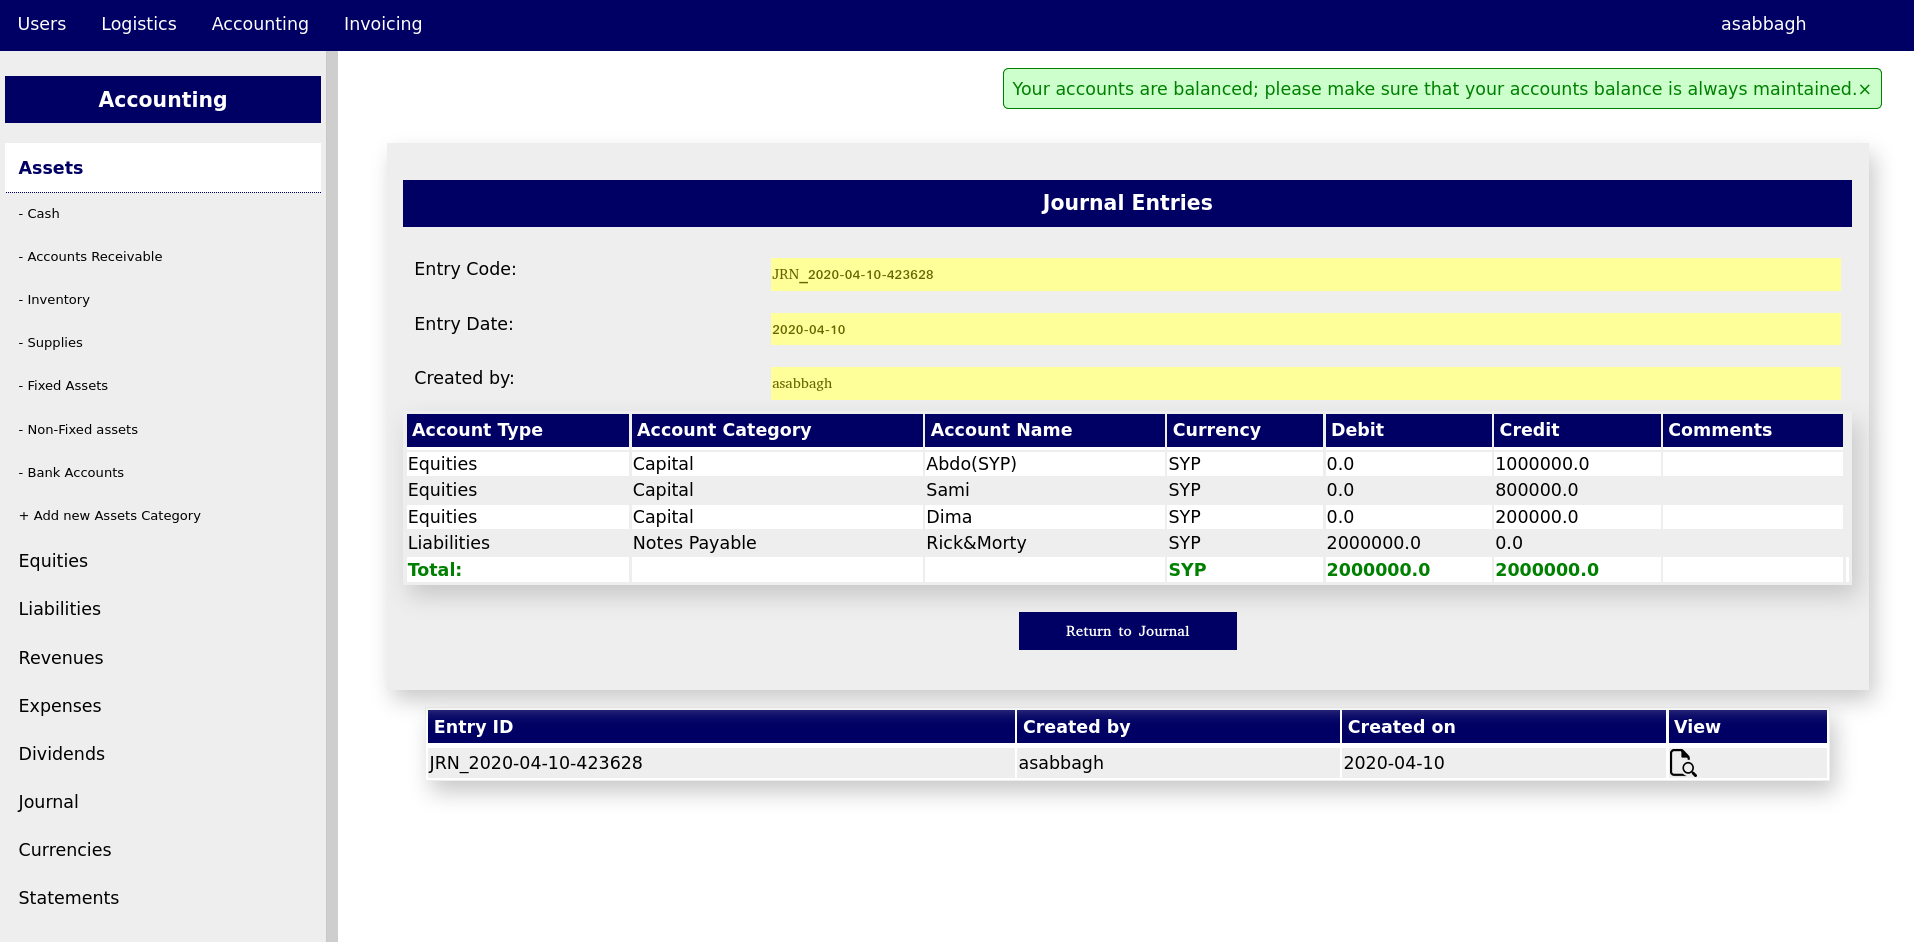 Users Logistics Accounting Invoicing asabbagh
Your accounts are balanced; please make sure that your accounts balance is always maintained.×
Accounting
Assets
- Cash
- Accounts Receivable
- Inventory
- Supplies
- Fixed Assets
- Non-Fixed assets
- Bank Accounts
+ Add new Assets Category
Equities
Liabilities
Revenues
Expenses
Dividends
Journal
Currencies
Statements
Journal Entries
Entry Code: JRN_2020-04-10-423628
Entry Date: 2020-04-10
Created by: asabbagh
Account Type Account Category Account Name Currency Debit Credit Comments
Equities Capital Abdo(SYP) SYP 0.0 1000000.0
Equities Capital Sami SYP 0.0 800000.0
Equities Capital Dima SYP 0.0 200000.0
Liabilities Notes Payable Rick&Morty SYP 2000000.0 0.0
Total: SYP 2000000.0 2000000.0
Return to Journal
Entry ID Created by Created on View
JRN_2020-04-10-423628 asabbagh 2020-04-10